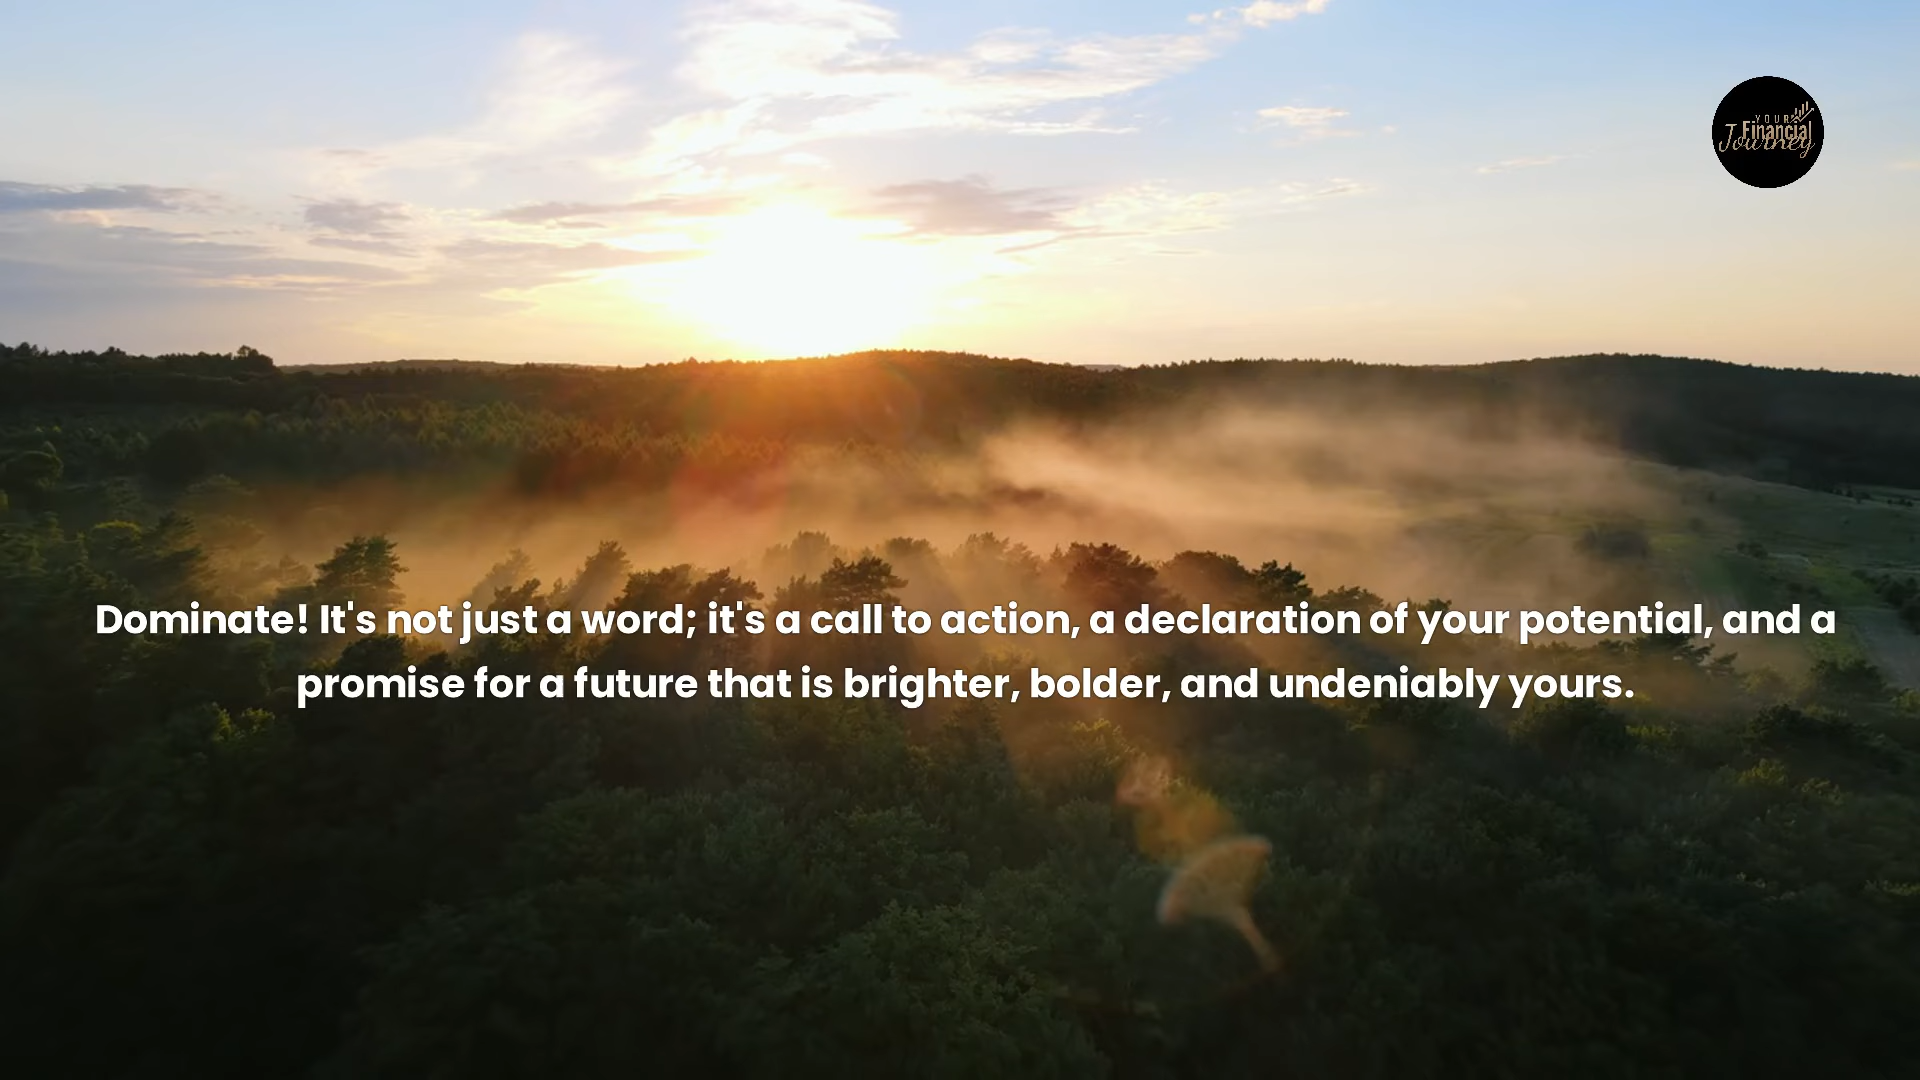 YOUR
Financial
Journey
Dominate! It's not just a word; it's a call to action, a declaration of your potential, and a
promise for a future that is brighter, bolder, and undeniably yours.